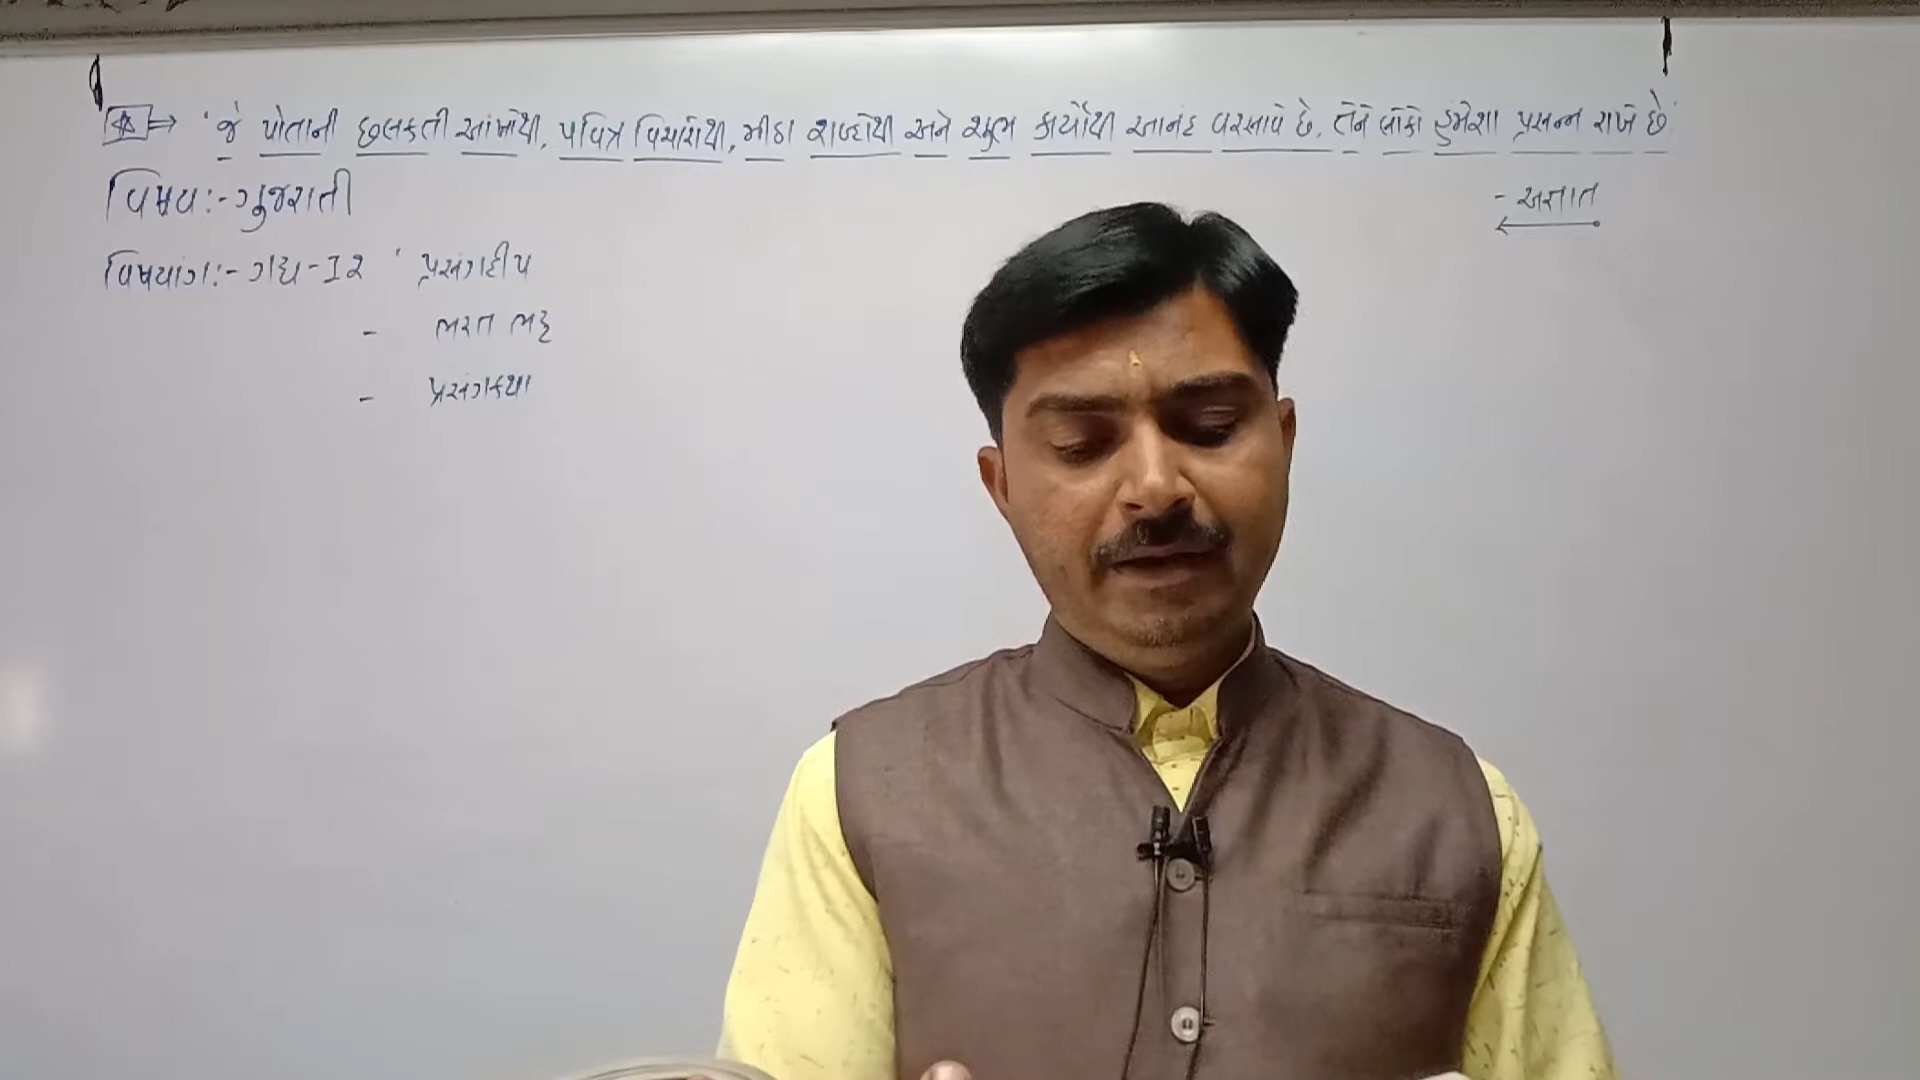 'જે પોતાની છલકતી આંખોથી, પવિત્ર વિચારોથી, મીઠા શબ્દોથી અને શુભ કાર્યોથી આનંદ વરસાવે છે, તેને લોકો હંમેશા પ્રસન્ન રાખે છે'
વિષય:- ગુજરાતી
- અજ્ઞાત
વિષયાંગ:- ગદ્ય-૧૨ ' પ્રસંગદીપ
- ભરત ભટ્ટ
- પ્રસંગકથા